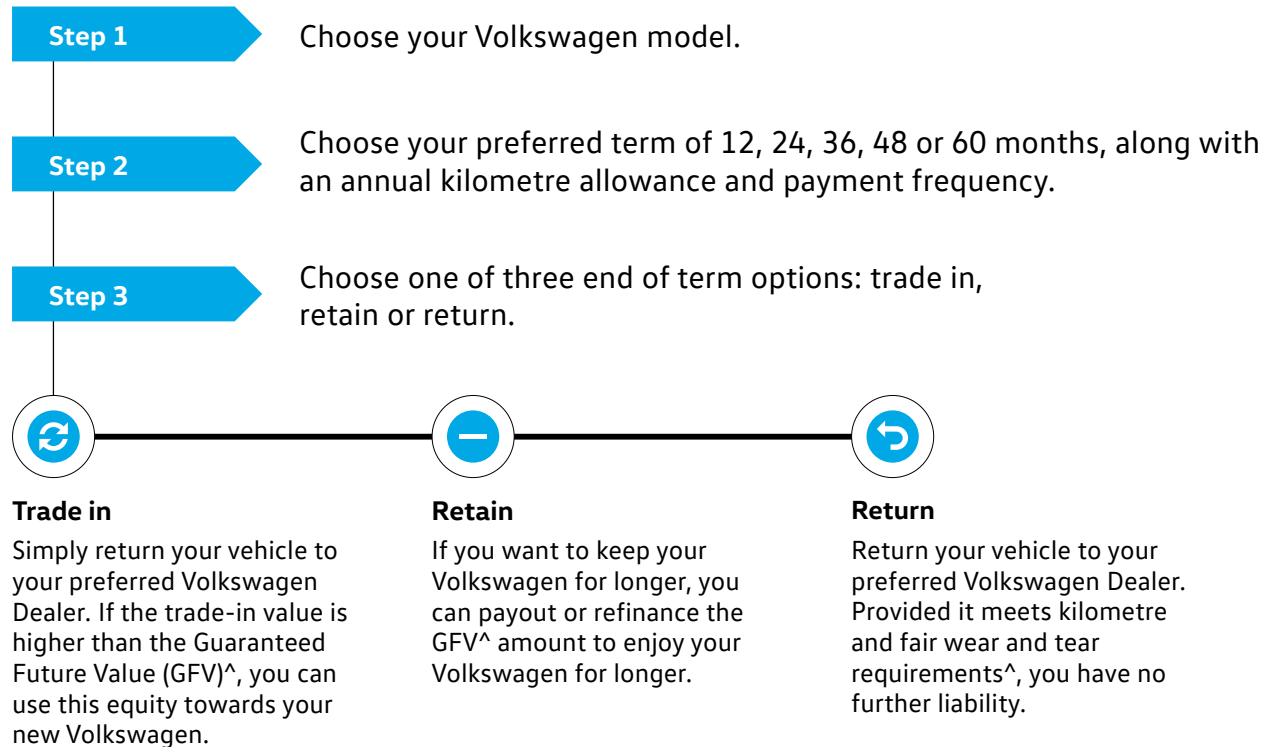 Step 1
Choose your Volkswagen model.
Step 2
Choose your preferred term of 12, 24, 36, 48 or 60 months, along with
an annual kilometre allowance and payment frequency.
Step 3
Choose one of three end of term options: trade in,
retain or return.
Trade in
Simply return your vehicle to
your preferred Volkswagen
Dealer. If the trade-in value is
higher than the Guaranteed
Future Value (GFV)^, you can
use this equity towards your
new Volkswagen.
Retain
If you want to keep your
Volkswagen for longer, you
can payout or refinance the
GFV^ amount to enjoy your
Volkswagen for longer.
Return
Return your vehicle to your
preferred Volkswagen Dealer.
Provided it meets kilometre
and fair wear and tear
requirements^, you have no
further liability.